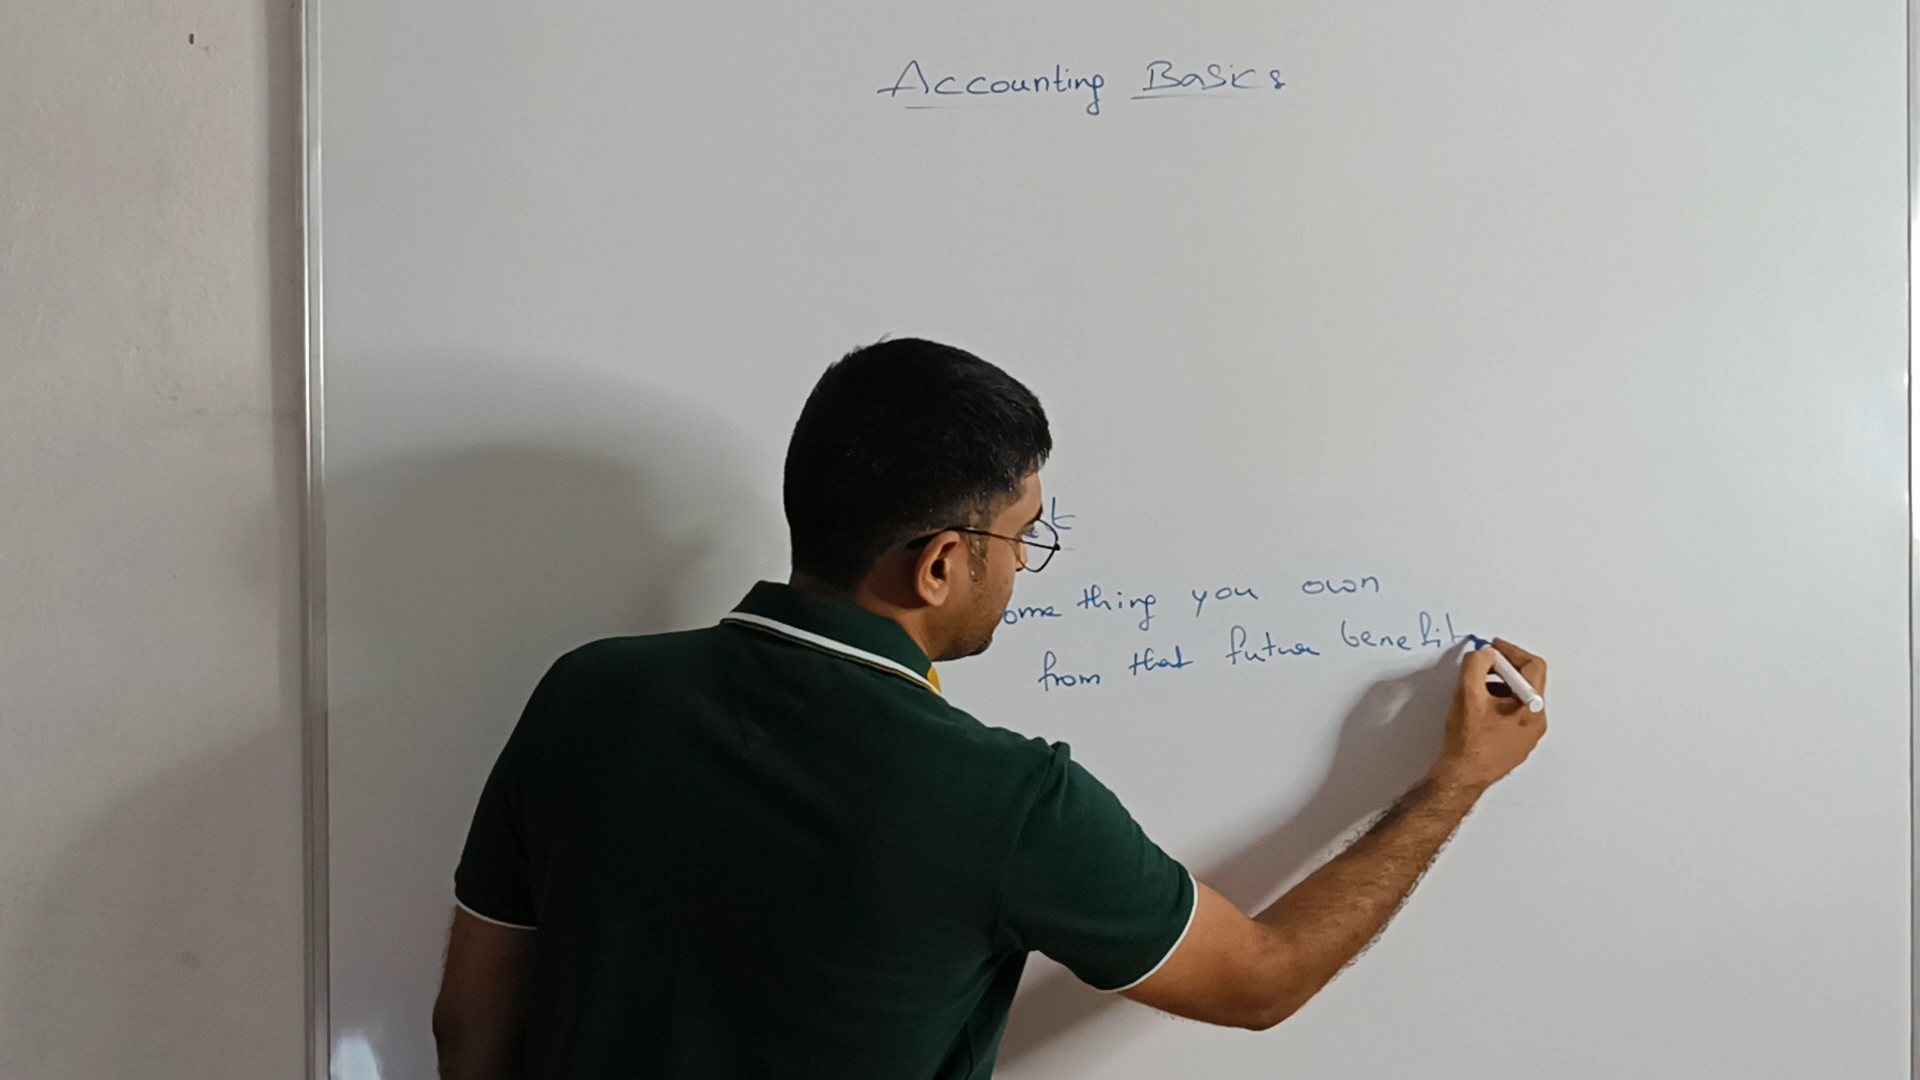 Accounting Basics
t
ome thing you own
from that future benefit